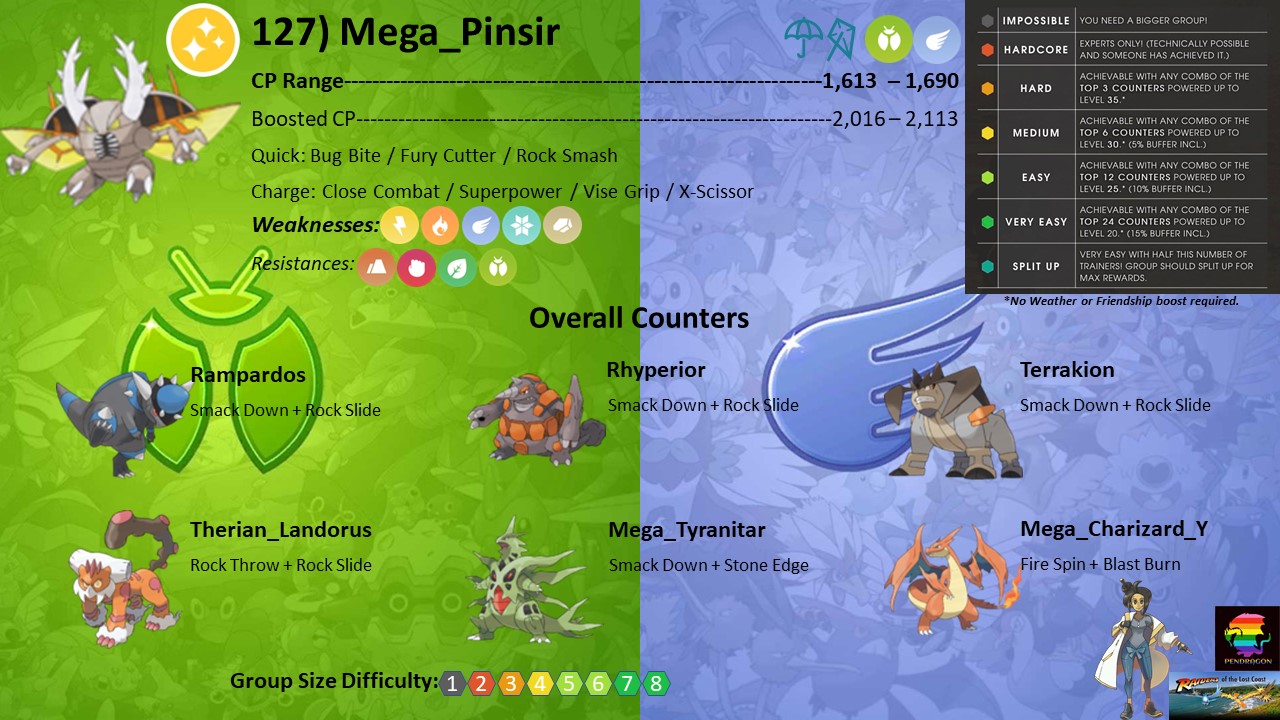 127) Mega_Pinsir
CP Range---1,613 – 1,690
Boosted CP---2,016 – 2,113
Quick: Bug Bite / Fury Cutter / Rock Smash
Charge: Close Combat / Superpower / Vise Grip / X-Scissor
Weaknesses:
Resistances:
IMPOSSIBLE YOU NEED A BIGGER GROUP!
HARDCORE EXPERTS ONLY! (TECHNICALLY POSSIBLE
AND SOMEONE HAS ACHIEVED IT.)
HARD ACHIEVABLE WITH ANY COMBO OF THE
TOP 3 COUNTERS POWERED UP TO
LEVEL 35.*
MEDIUM ACHIEVABLE WITH ANY COMBO OF THE
TOP 6 COUNTERS POWERED UP TO
LEVEL 30.* (5% BUFFER INCL.)
EASY ACHIEVABLE WITH ANY COMBO OF THE
TOP 12 COUNTERS POWERED UP TO
LEVEL 25.* (10% BUFFER INCL.)
VERY EASY ACHIEVABLE WITH ANY COMBO OF THE
TOP 24 COUNTERS POWERED UP TO
LEVEL 20.* (15% BUFFER INCL.)
SPLIT UP VERY EASY WITH HALF THIS NUMBER OF
TRAINERS! GROUP SHOULD SPLIT UP FOR
MAX REWARDS.
*No Weather or Friendship boost required.
Overall Counters
Rampardos
Smack Down + Rock Slide
Rhyperior
Smack Down + Rock Slide
Terrakion
Smack Down + Rock Slide
Therian_Landorus
Rock Throw + Rock Slide
Mega_Tyranitar
Smack Down + Stone Edge
Mega_Charizard_Y
Fire Spin + Blast Burn
Group Size Difficulty: 1 2 3 4 5 6 7 8
PENDRAGON
RAIDERS of the Lost Coast